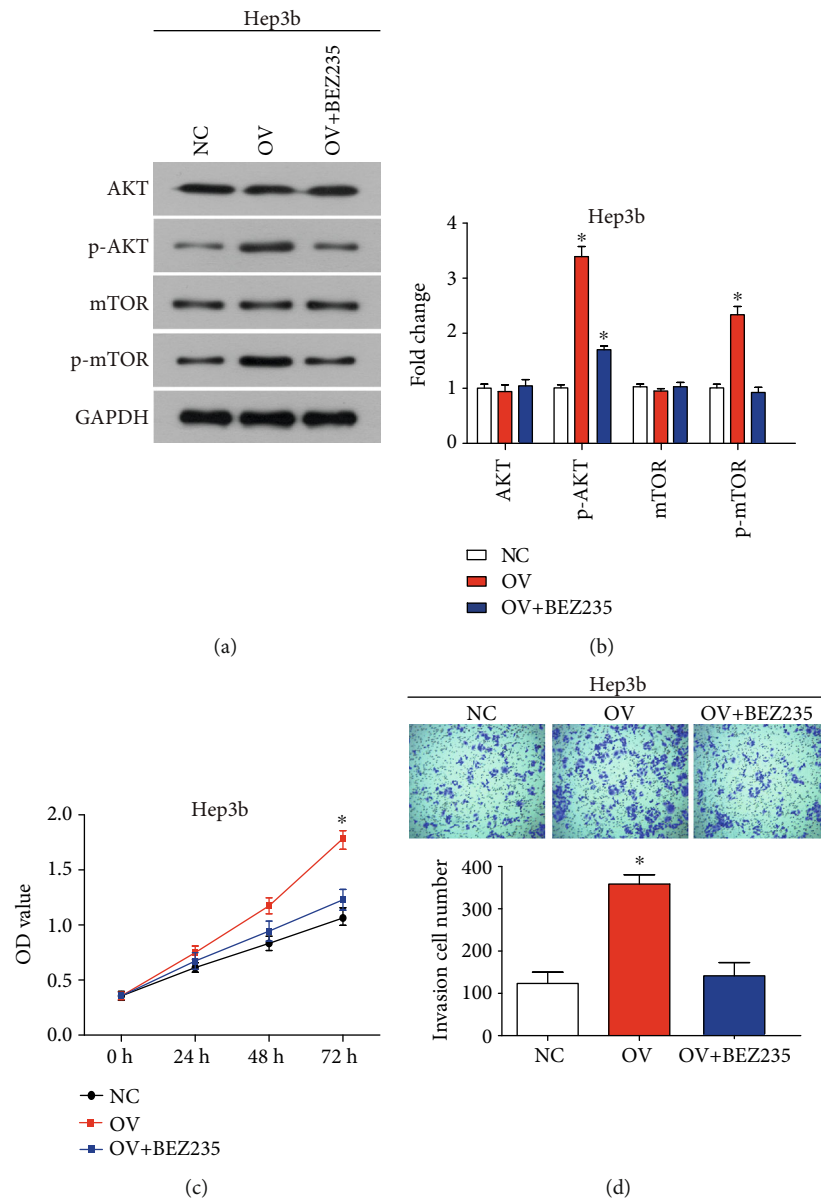 Hep3b
NC
OV
OV+BEZ235
AKT
p-AKT
mTOR
p-mTOR
GAPDH
(a)
Hep3b
Fold change
4
3
2
1
0
*
*
*
AKT
p-AKT
mTOR
p-mTOR
NC
OV
OV+BEZ235
(b)
Hep3b
OD value
2.0
1.5
1.0
0.5
0.0
*
0 h
24 h
48 h
72 h
NC
OV
OV+BEZ235
(c)
Hep3b
NC OV OV+BEZ235
Invasion cell number
400
300
200
100
0
*
NC OV OV+BEZ235
(d)